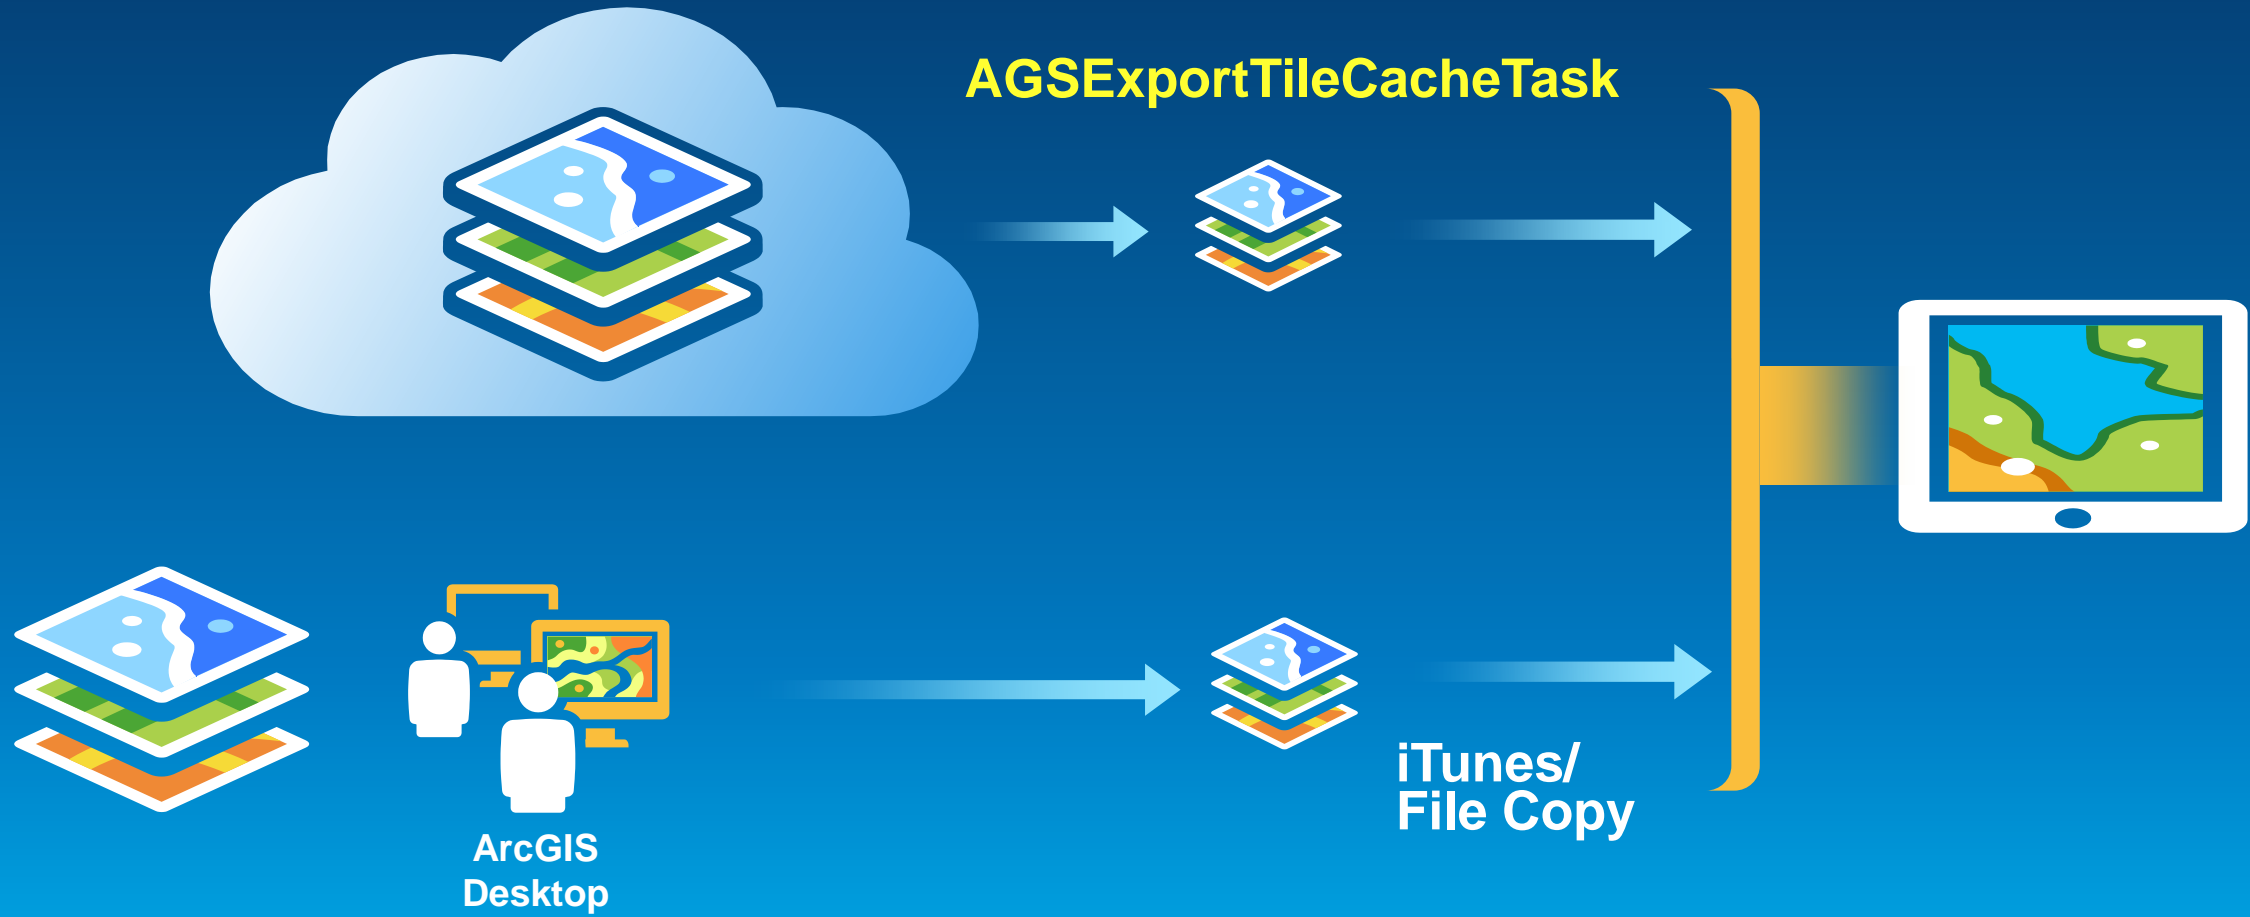 AGSExportTileCacheTask
iTunes/
File Copy
ArcGIS
Desktop